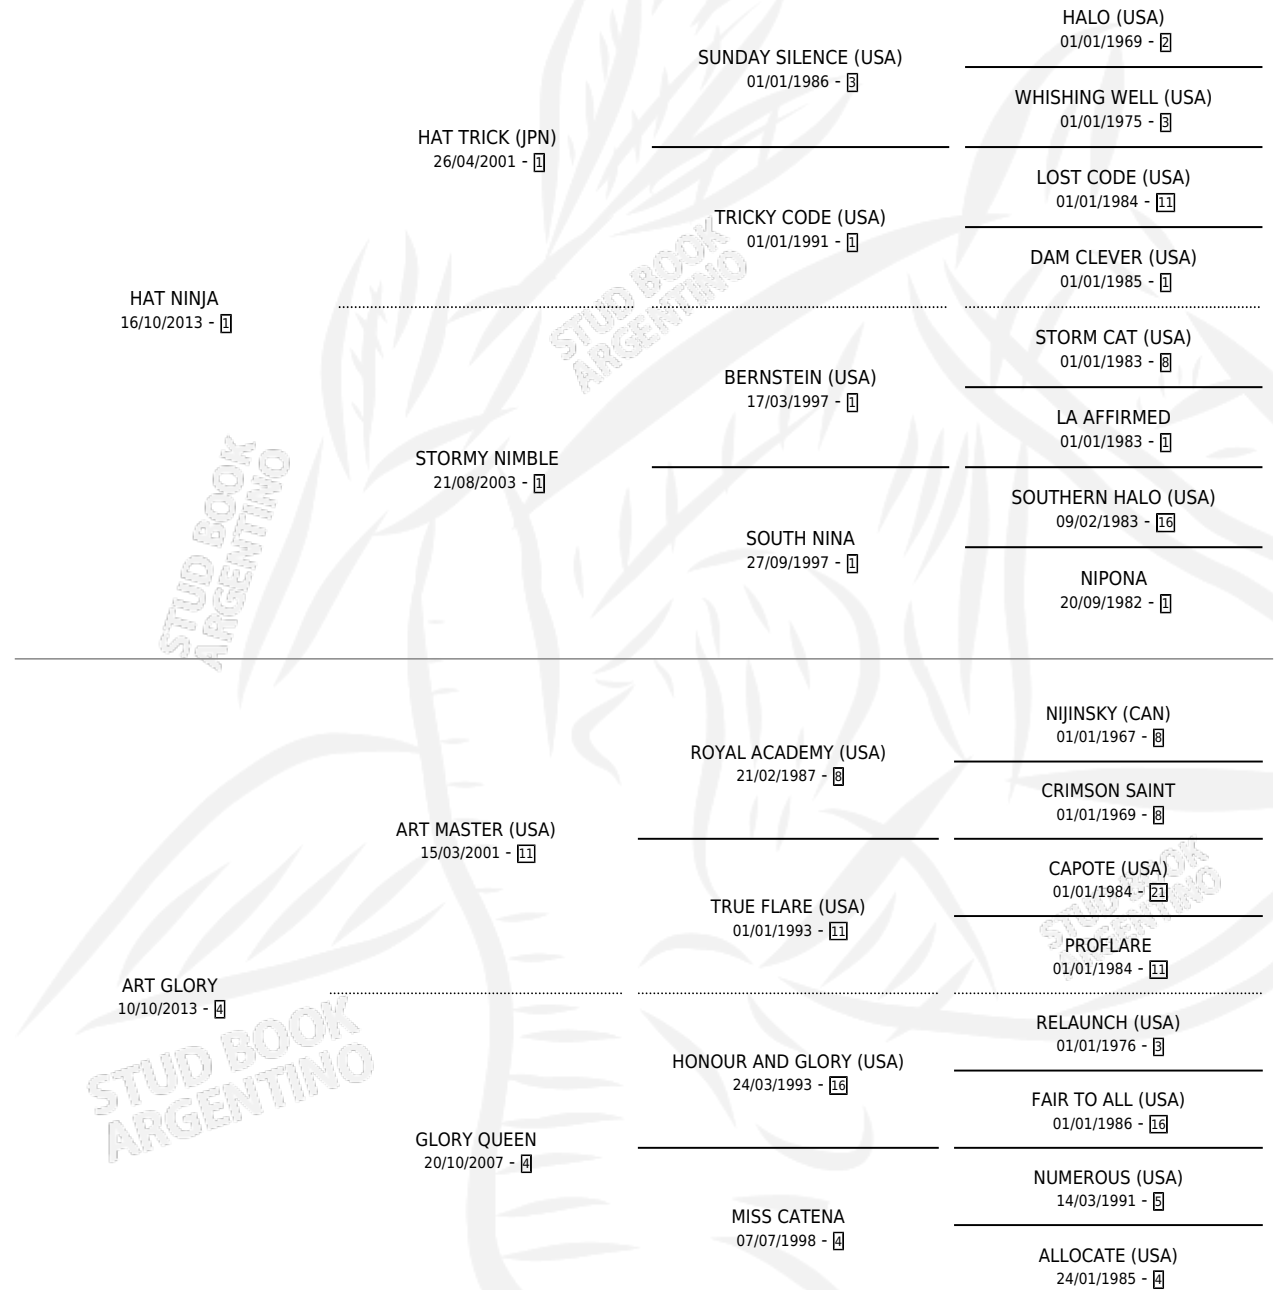 HALO (USA)
01/01/1969 - 2
SUNDAY SILENCE (USA)
01/01/1986 - 3
WHISHING WELL (USA)
01/01/1975 - 3
HAT TRICK (JPN)
26/04/2001 - 1
LOST CODE (USA)
01/01/1984 - 11
TRICKY CODE (USA)
01/01/1991 - 1
DAM CLEVER (USA)
01/01/1985 - 1
HAT NINJA
16/10/2013 - 1
STORM CAT (USA)
01/01/1983 - 8
BERNSTEIN (USA)
17/03/1997 - 1
LA AFFIRMED
01/01/1983 - 1
STORMY NIMBLE
21/08/2003 - 1
SOUTHERN HALO (USA)
09/02/1983 - 16
SOUTH NINA
27/09/1997 - 1
NIPONA
20/09/1982 - 1
NIJINSKY (CAN)
01/01/1967 - 8
ROYAL ACADEMY (USA)
21/02/1987 - 8
CRIMSON SAINT
01/01/1969 - 8
ART MASTER (USA)
15/03/2001 - 11
CAPOTE (USA)
01/01/1984 - 21
TRUE FLARE (USA)
01/01/1993 - 11
PROFLARE
01/01/1984 - 11
ART GLORY
10/10/2013 - 4
RELAUNCH (USA)
01/01/1976 - 3
HONOUR AND GLORY (USA)
24/03/1993 - 16
FAIR TO ALL (USA)
01/01/1986 - 16
GLORY QUEEN
20/10/2007 - 4
NUMEROUS (USA)
14/03/1991 - 5
MISS CATENA
07/07/1998 - 4
ALLOCATE (USA)
24/01/1985 - 4
STUD BOOK
ARGENTINO
STUD BOOK
ARGENTINO
STUD BOOK
ARGENTINO
STUD BOOK
ARGENTINO